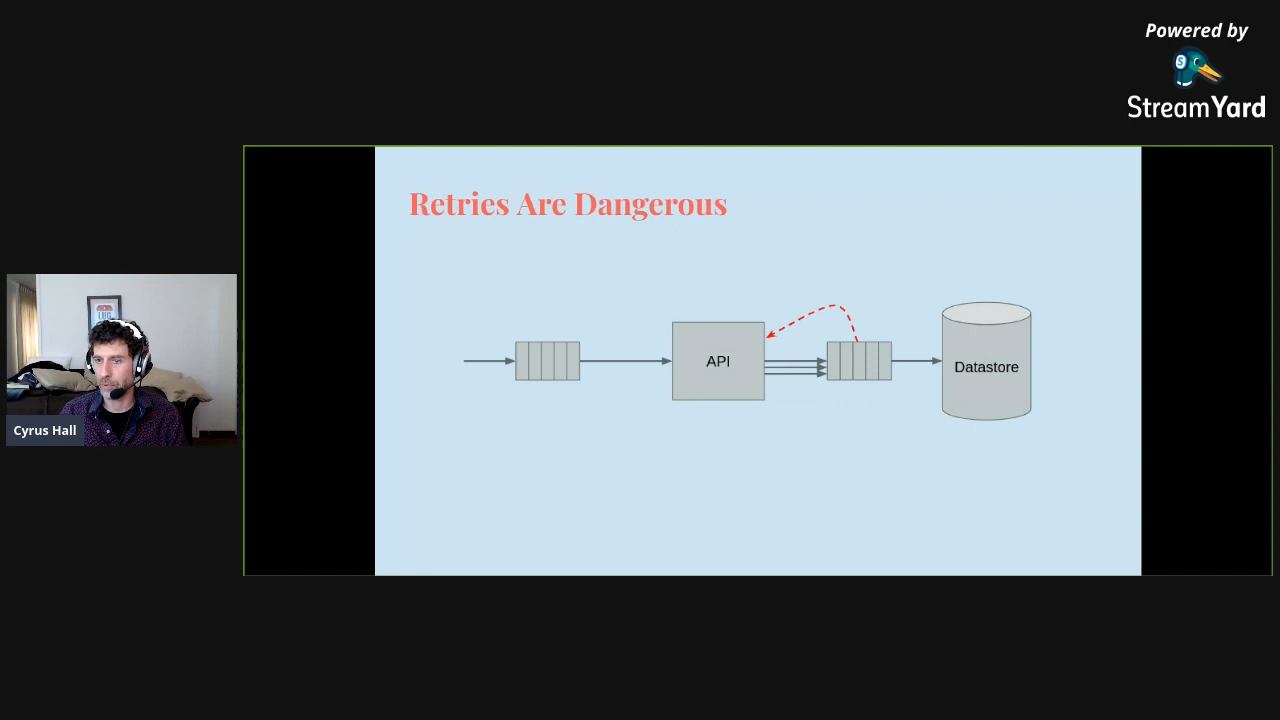 Powered by
StreamYard
Retries Are Dangerous
API
Datastore
Cyrus Hall